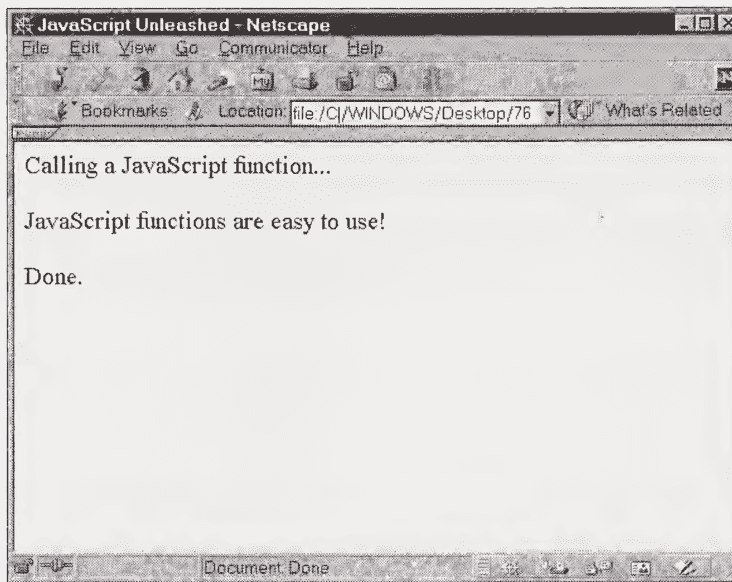 JavaScript Unleashed - Netscape
File Edit View Go Communicator Help
My
Bookmarks Location: file:/C|/WINDOWS/Desktop/76 What's Related
Calling a JavaScript function...
JavaScript functions are easy to use!
Done.
Document: Done